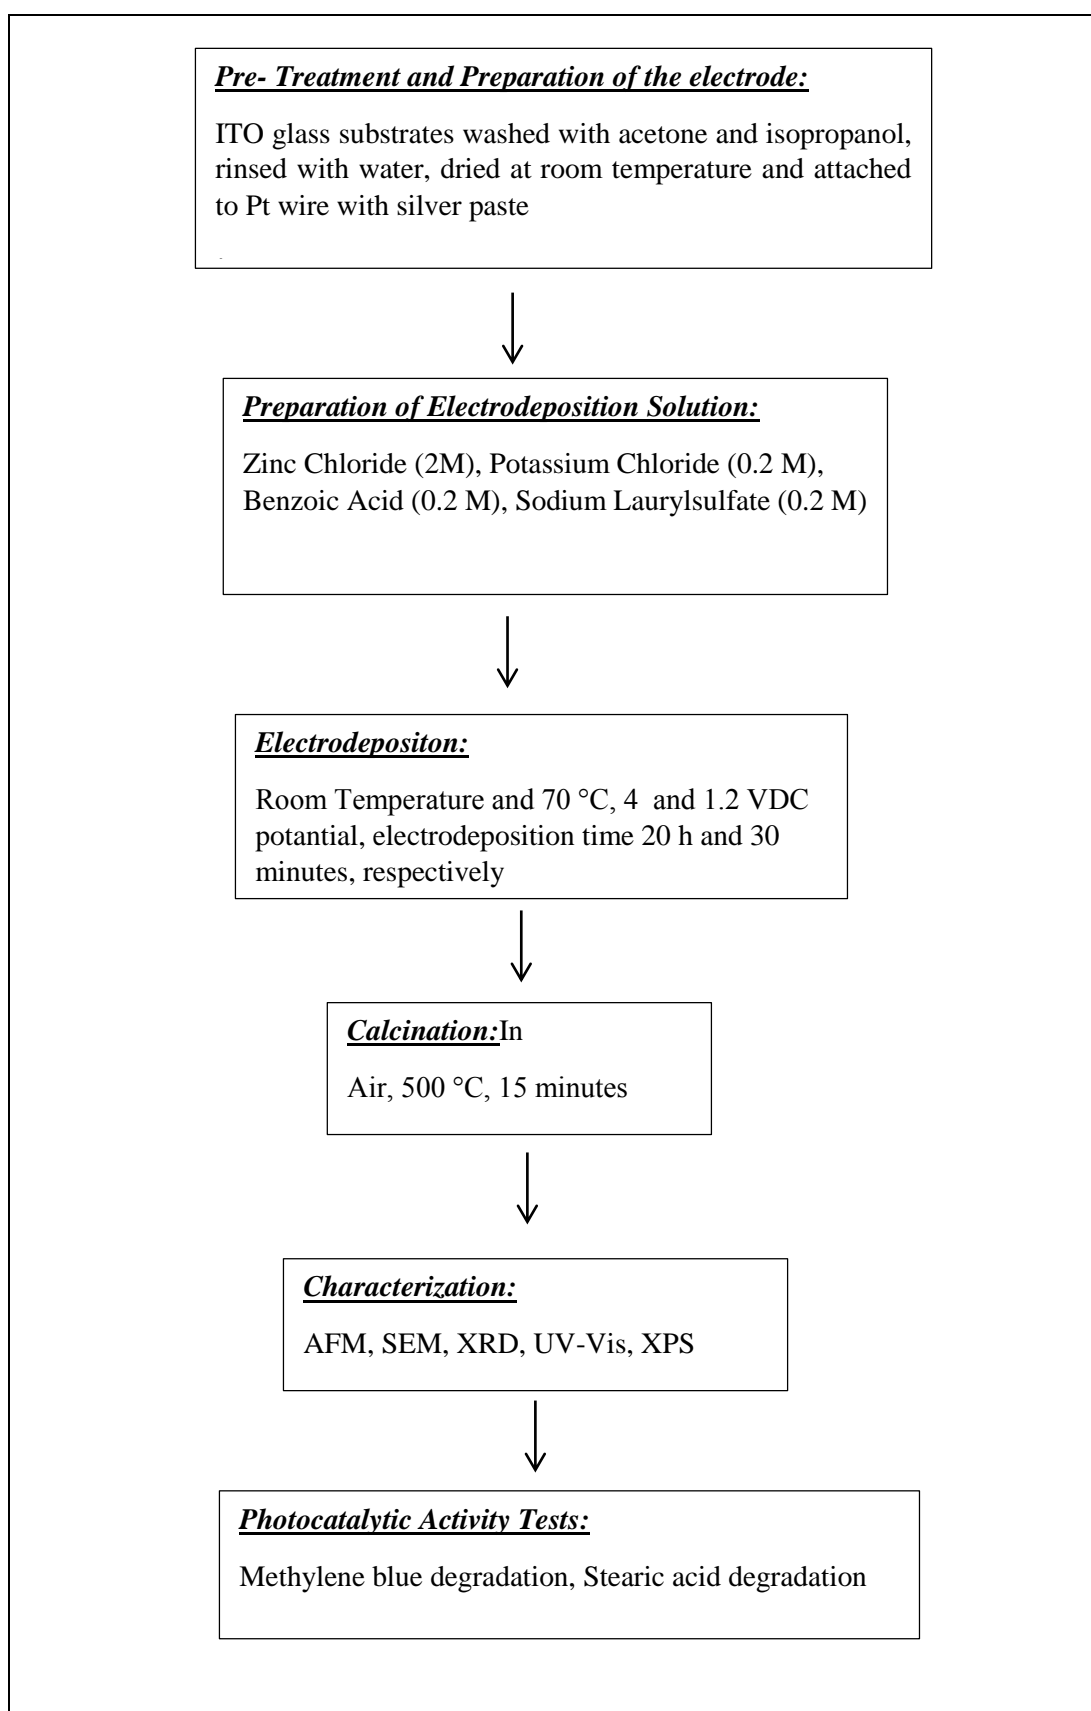 Pre- Treatment and Preparation of the electrode:
ITO glass substrates washed with acetone and isopropanol,
rinsed with water, dried at room temperature and attached
to Pt wire with silver paste
Preparation of Electrodeposition Solution:
Zinc Chloride (2M), Potassium Chloride (0.2 M),
Benzoic Acid (0.2 M), Sodium Laurylsulfate (0.2 M)
Electrodepositon:
Room Temperature and 70 °C, 4 and 1.2 VDC
potantial, electrodeposition time 20 h and 30
minutes, respectively
Calcination:In
Air, 500 °C, 15 minutes
Characterization:
AFM, SEM, XRD, UV-Vis, XPS
Photocatalytic Activity Tests:
Methylene blue degradation, Stearic acid degradation